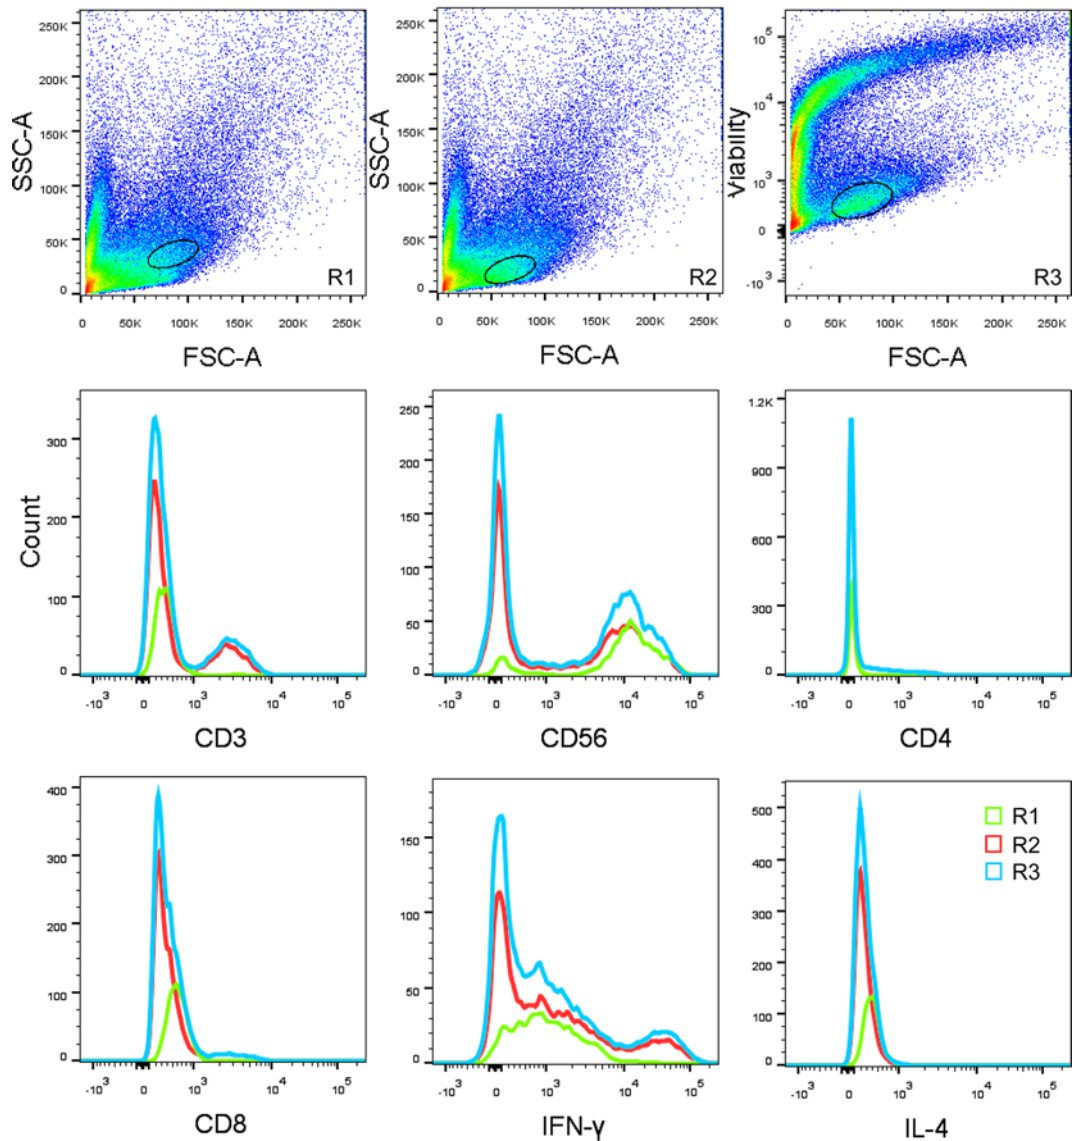 SSC-A
250K
200K
150K
100K
50K
0
0 50K 100K 150K 200K 250K
FSC-A
R1
SSC-A
250K
200K
150K
100K
50K
0
0 50K 100K 150K 200K 250K
FSC-A
R2
Viability
10^5
10^4
10^3
0
-10^3
0 50K 100K 150K 200K 250K
FSC-A
R3
Count
300
200
100
0
-10^3 0 10^3 10^4 10^5
CD3
250
200
150
100
50
0
-10^3 0 10^3 10^4 10^5
CD56
1.2K
900
600
300
0
-10^3 0 10^3 10^4 10^5
CD4
400
300
200
100
0
-10^3 0 10^3 10^4 10^5
CD8
150
100
50
0
-10^3 0 10^3 10^4 10^5
IFN-γ
500
400
300
200
100
0
-10^3 0 10^3 10^4 10^5
IL-4
R1
R2
R3